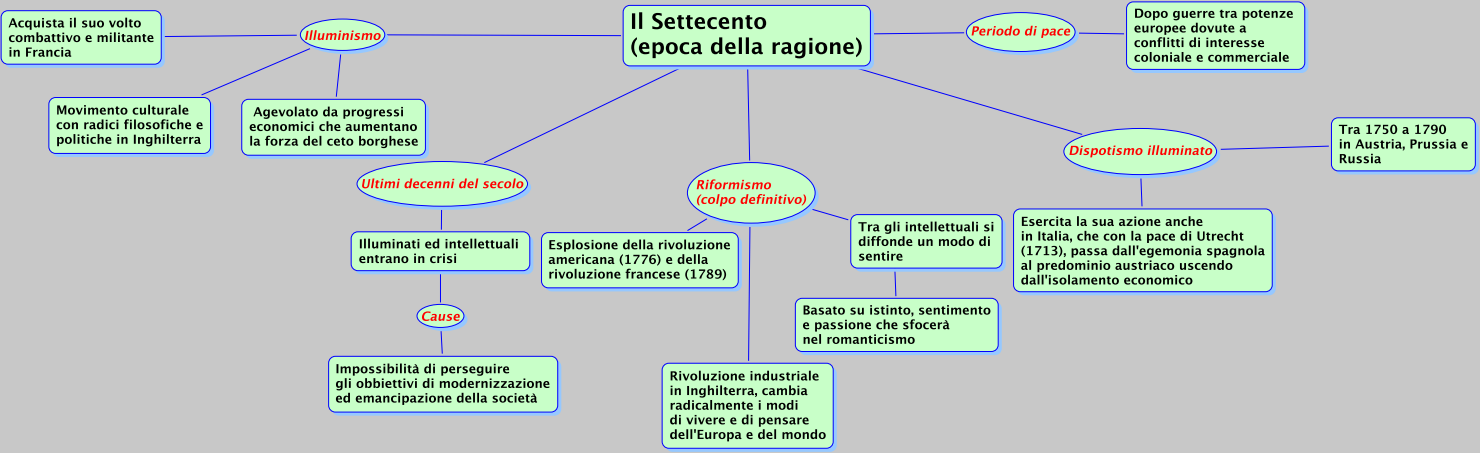 Il Settecento
(epoca della ragione)
Illuminismo
Acquista il suo volto
combattivo e militante
in Francia
Movimento culturale
con radici filosofiche e
politiche in Inghilterra
Agevolato da progressi
economici che aumentano
la forza del ceto borghese
Periodo di pace
Dopo guerre tra potenze
europee dovute a
conflitti di interesse
coloniale e commerciale
Ultimi decenni del secolo
Illuminati ed intellettuali
entrano in crisi
Cause
Impossibilità di perseguire
gli obbiettivi di modernizzazione
ed emancipazione della società
Riformismo
(colpo definitivo)
Esplosione della rivoluzione
americana (1776) e della
rivoluzione francese (1789)
Rivoluzione industriale
in Inghilterra, cambia
radicalmente i modi
di vivere e di pensare
dell'Europa e del mondo
Tra gli intellettuali si
diffonde un modo di
sentire
Basato su istinto, sentimento
e passione che sfocerà
nel romanticismo
Dispotismo illuminato
Tra 1750 a 1790
in Austria, Prussia e
Russia
Esercita la sua azione anche
in Italia, che con la pace di Utrecht
(1713), passa dall'egemonia spagnola
al predominio austriaco uscendo
dall'isolamento economico